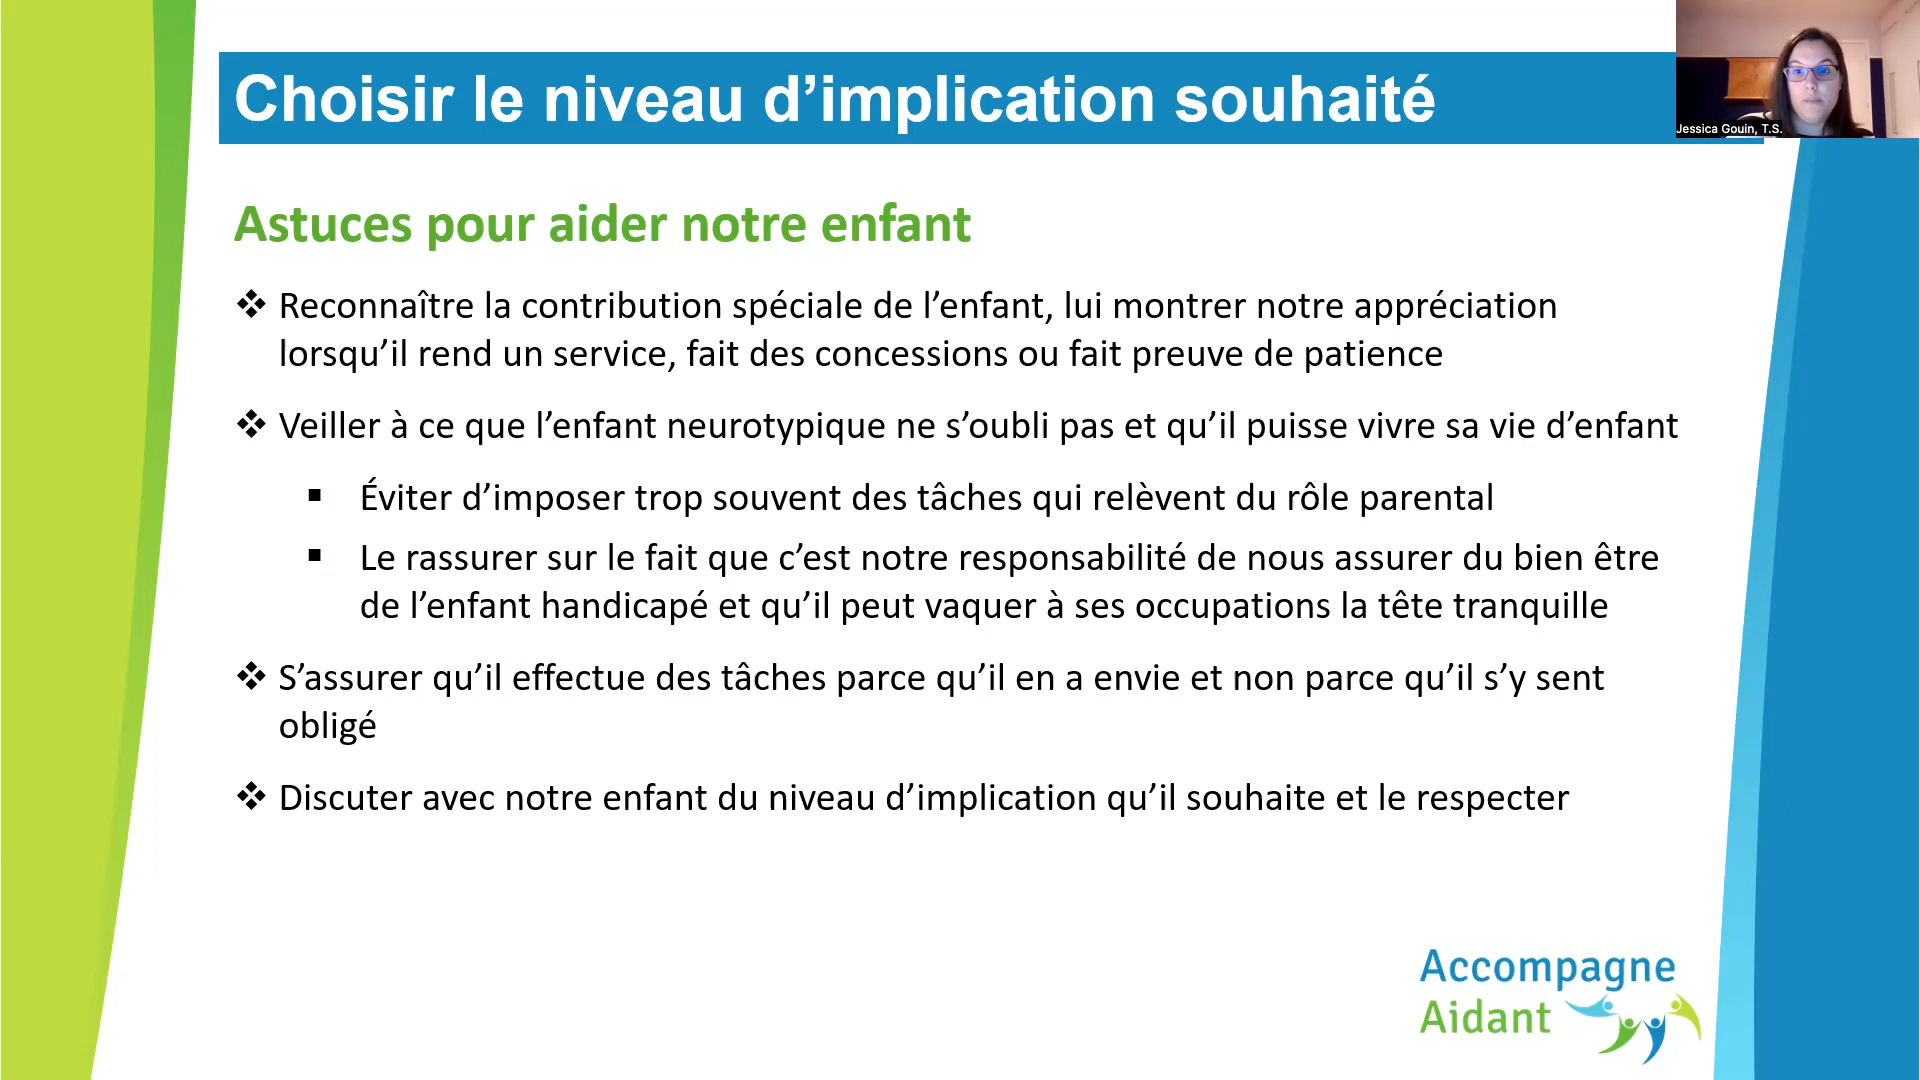 Choisir le niveau d’implication souhaité
Jessica Gouin, T.S.
Astuces pour aider notre enfant
❖ Reconnaître la contribution spéciale de l’enfant, lui montrer notre appréciation
lorsqu’il rend un service, fait des concessions ou fait preuve de patience
❖ Veiller à ce que l’enfant neurotypique ne s’oubli pas et qu’il puisse vivre sa vie d’enfant
▪ Éviter d’imposer trop souvent des tâches qui relèvent du rôle parental
▪ Le rassurer sur le fait que c’est notre responsabilité de nous assurer du bien être
de l’enfant handicapé et qu’il peut vaquer à ses occupations la tête tranquille
❖ S’assurer qu’il effectue des tâches parce qu’il en a envie et non parce qu’il s’y sent
obligé
❖ Discuter avec notre enfant du niveau d’implication qu’il souhaite et le respecter
Accompagne
Aidant